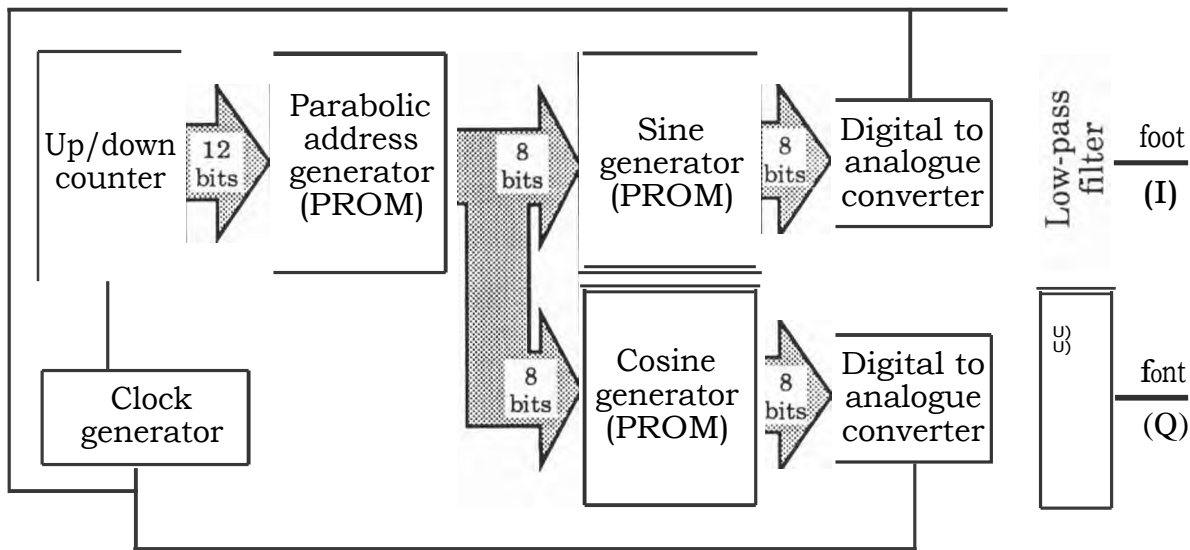 Up/down
counter
12
bits
Parabolic
address
generator
(PROM)
8
bits
Sine
generator
(PROM)
8
bits
Digital to
analogue
converter
Low-pass
filter
foot
(I)
Clock
generator
8
bits
Cosine
generator
(PROM)
8
bits
Digital to
analogue
converter
U)
U)
font
(Q)